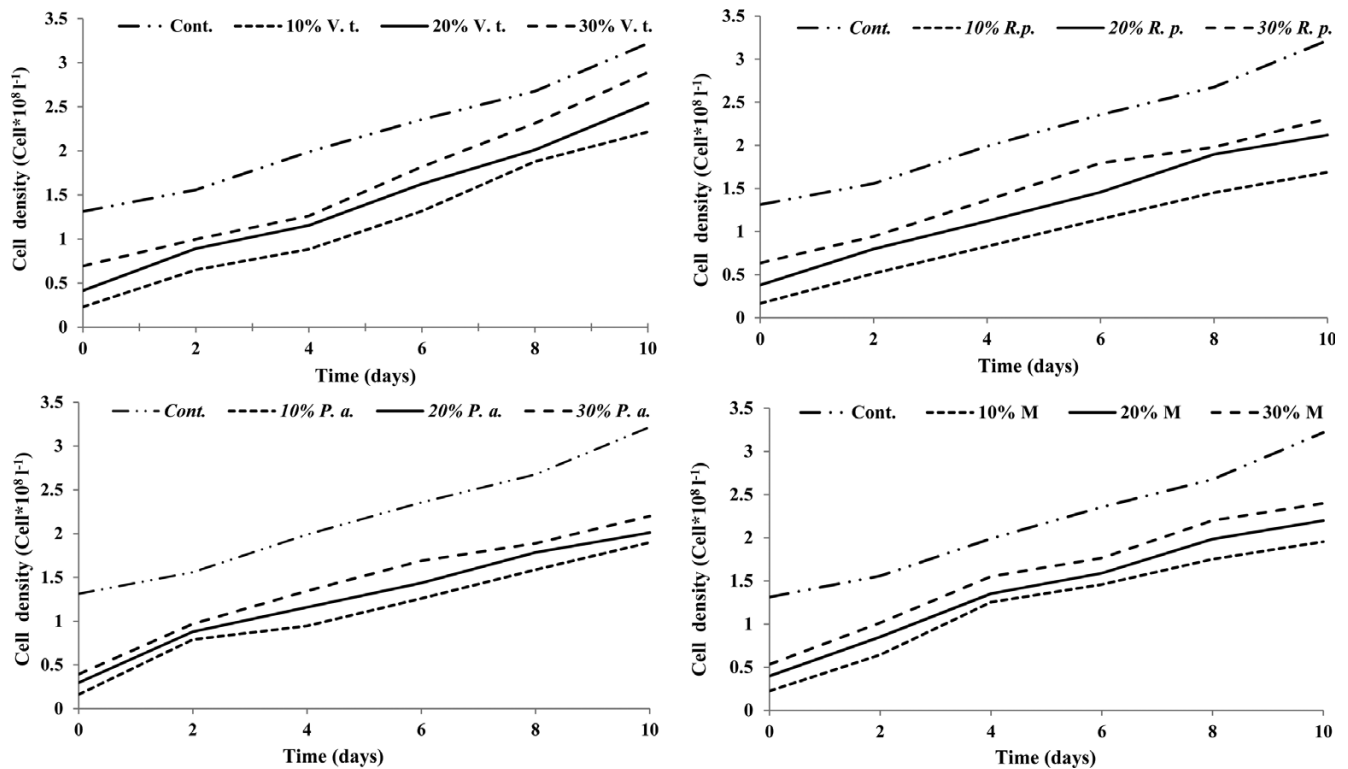 Cont. 10% V. t. 20% V. t. 30% V. t.
Cell density (Cell*10⁸ l⁻¹)
3.5
3
2.5
2
1.5
1
0.5
0
0 2 4 6 8 10
Time (days)
Cont. 10% R.p. 20% R. p. 30% R. p.
Cell density (Cell*10⁸ l⁻¹)
3.5
3
2.5
2
1.5
1
0.5
0
0 2 4 6 8 10
Time (days)
Cont. 10% P. a. 20% P. a. 30% P. a.
Cell density (Cell*10⁸ l⁻¹)
3.5
3
2.5
2
1.5
1
0.5
0
0 2 4 6 8 10
Time (days)
Cont. 10% M 20% M 30% M
Cell density (Cell*10⁸ l⁻¹)
3.5
3
2.5
2
1.5
1
0.5
0
0 2 4 6 8 10
Time (days)